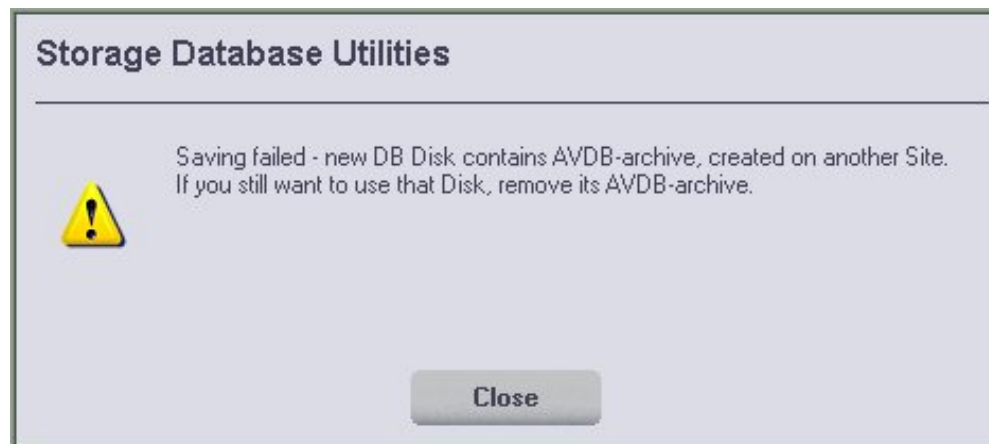 Storage Database Utilities
Saving failed - new DB Disk contains AVDB-archive, created on another Site.
If you still want to use that Disk, remove its AVDB-archive.
Close